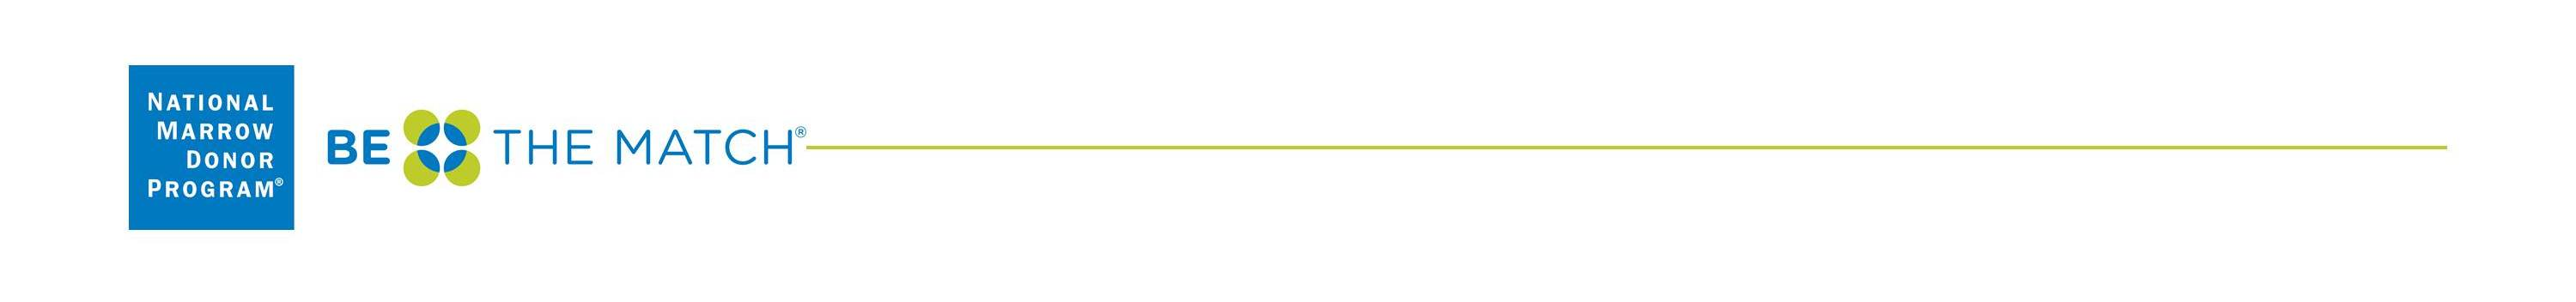 NATIONAL
MARROW
DONOR
PROGRAM®
BE THE MATCH®